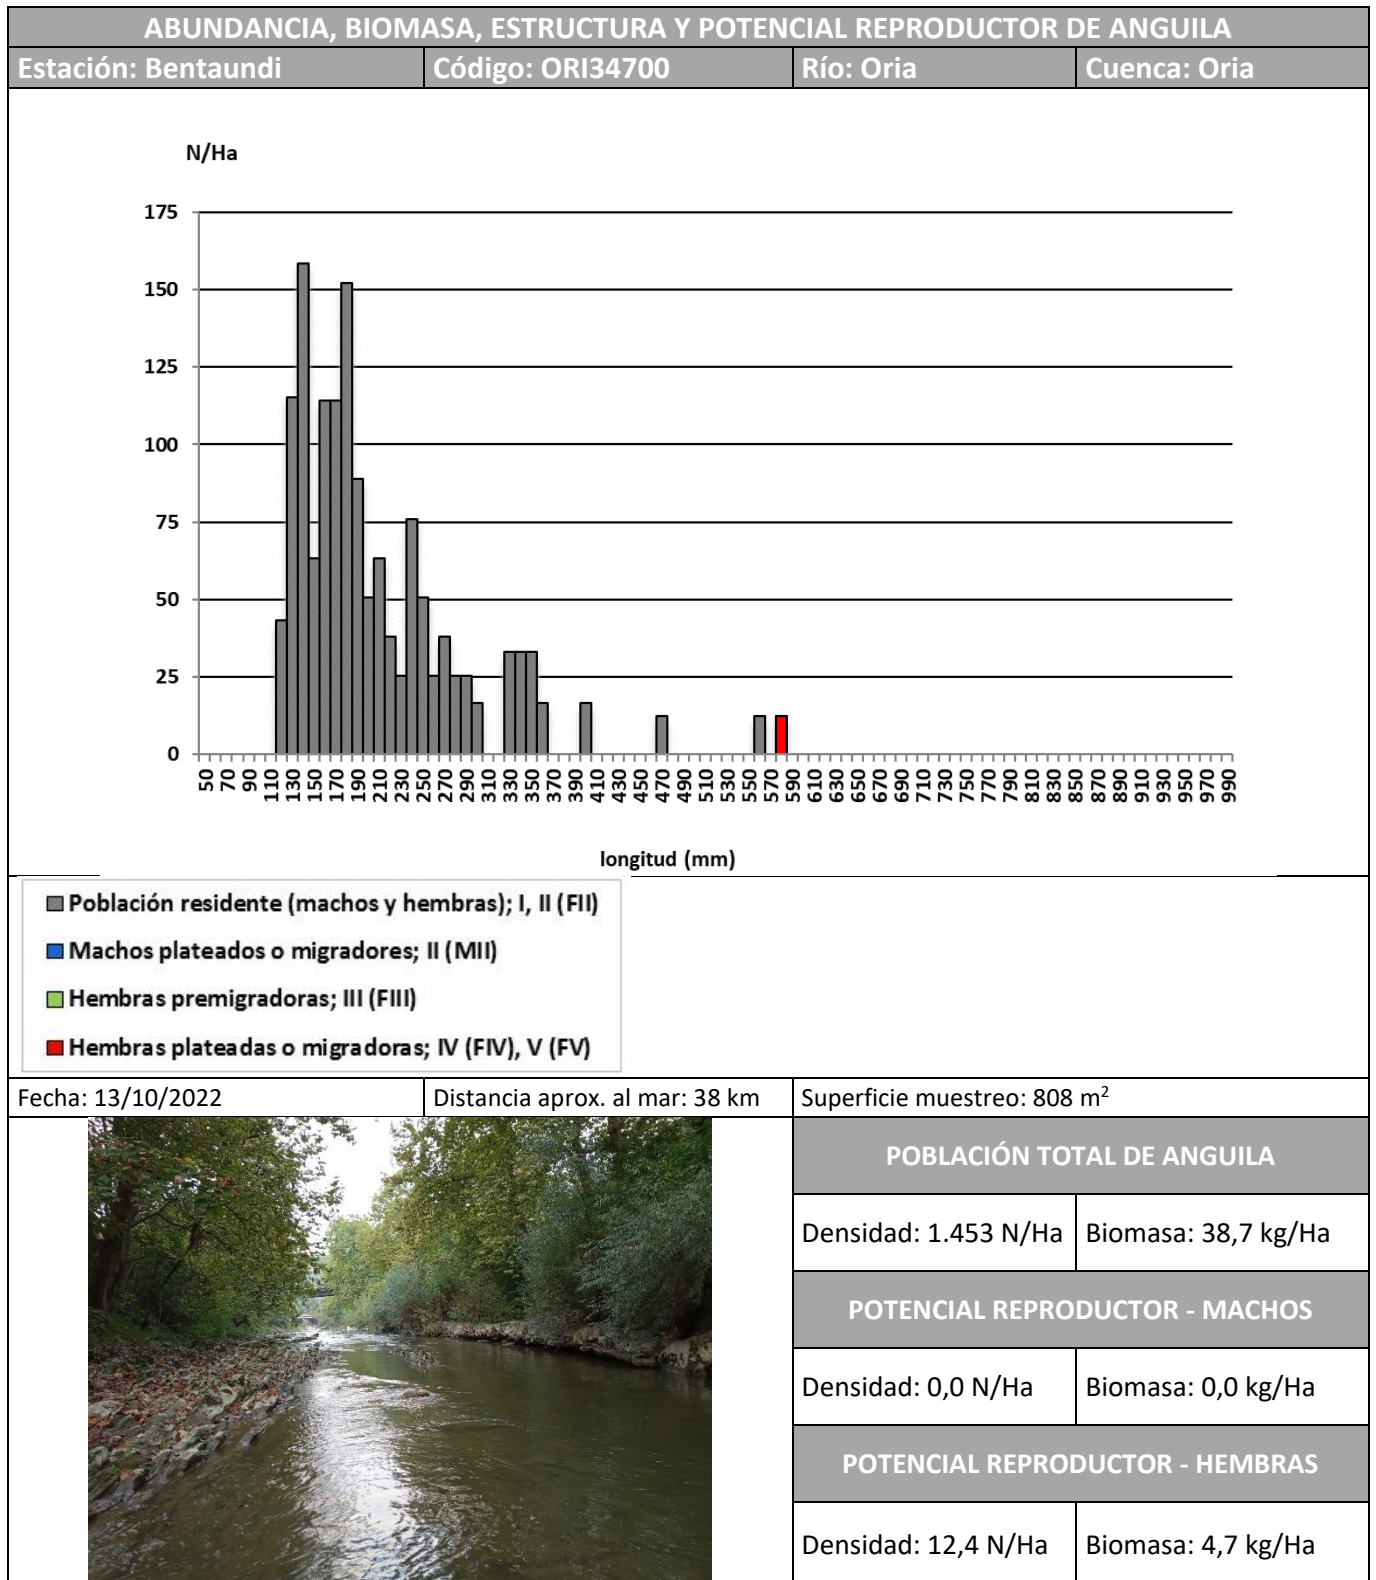 ABUNDANCIA, BIOMASA, ESTRUCTURA Y POTENCIAL REPRODUCTOR DE ANGUILA
Estación: Bentaundi Código: ORI34700 Río: Oria Cuenca: Oria
N/Ha
175
150
125
100
75
50
25
0
50 70 90 110 130 150 170 190 210 230 250 270 290 310 330 350 370 390 410 430 450 470 490 510 530 550 570 590 610 630 650 670 690 710 730 750 770 790 810 830 850 870 890 910 930 950 970 990
longitud (mm)
Población residente (machos y hembras); I, II (FII)
Machos plateados o migradores; II (MII)
Hembras premigradoras; III (FIII)
Hembras plateadas o migradoras; IV (FIV), V (FV)
Fecha: 13/10/2022 Distancia aprox. al mar: 38 km Superficie muestreo: 808 m²
POBLACIÓN TOTAL DE ANGUILA
Densidad: 1.453 N/Ha Biomasa: 38,7 kg/Ha
POTENCIAL REPRODUCTOR - MACHOS
Densidad: 0,0 N/Ha Biomasa: 0,0 kg/Ha
POTENCIAL REPRODUCTOR - HEMBRAS
Densidad: 12,4 N/Ha Biomasa: 4,7 kg/Ha